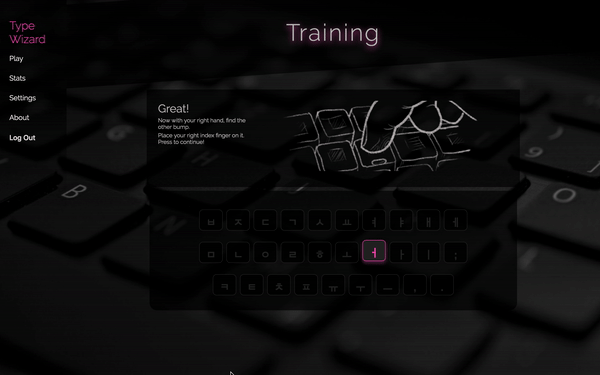 Type
Wizard
Play
Stats
Settings
About
Log Out
Training
Great!
Now with your right hand, find the
other bump.
Place your right index finger on it.
Press to continue!
ㅂ ㅈ ㄷ ㄱ ㅅ ㅛ ㅕ ㅑ ㅐ ㅔ
ㅁ ㄴ ㅇ ㄹ ㅎ ㅗ ㅓ ㅏ ㅣ ;
ㅋ ㅌ ㅊ ㅍ ㅠ ㅜ ㅡ , .
B
N